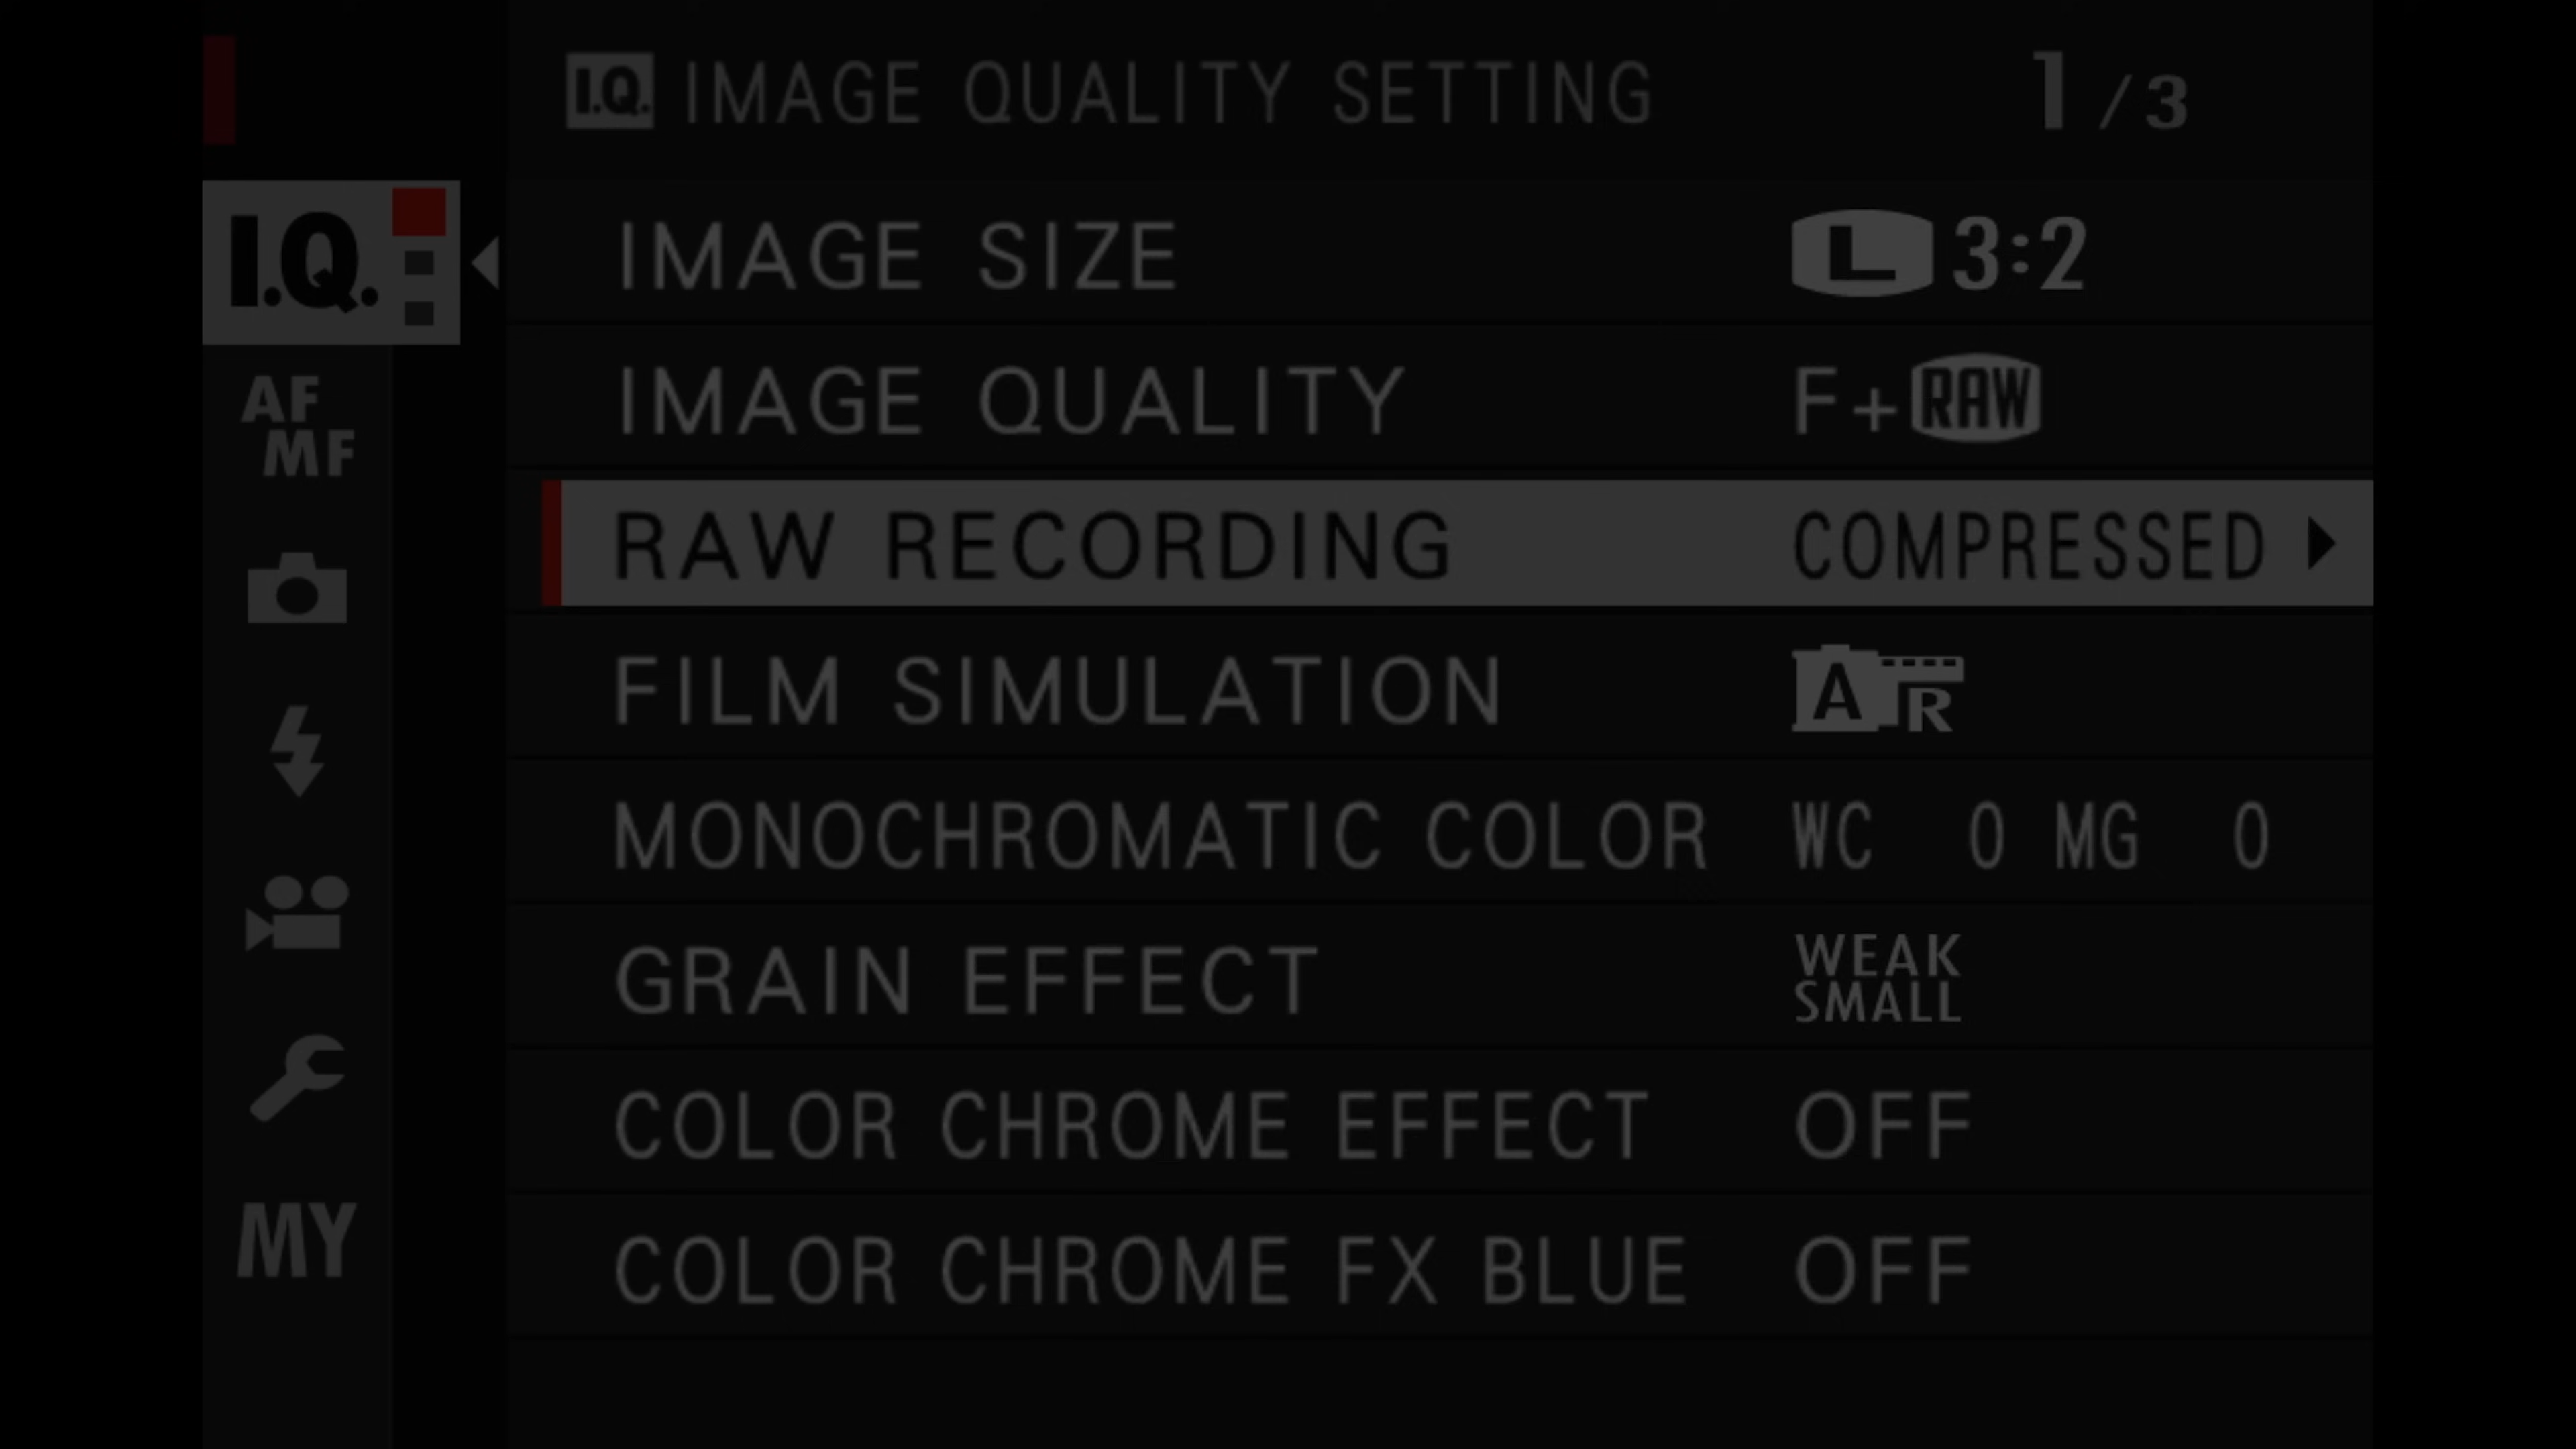 I.Q. IMAGE QUALITY SETTING 1/3
I.Q.
IMAGE SIZE L 3:2
IMAGE QUALITY F+RAW
AF
MF
RAW RECORDING COMPRESSED
FILM SIMULATION A R
MONOCHROMATIC COLOR WC 0 MG 0
GRAIN EFFECT WEAK SMALL
COLOR CHROME EFFECT OFF
MY
COLOR CHROME FX BLUE OFF